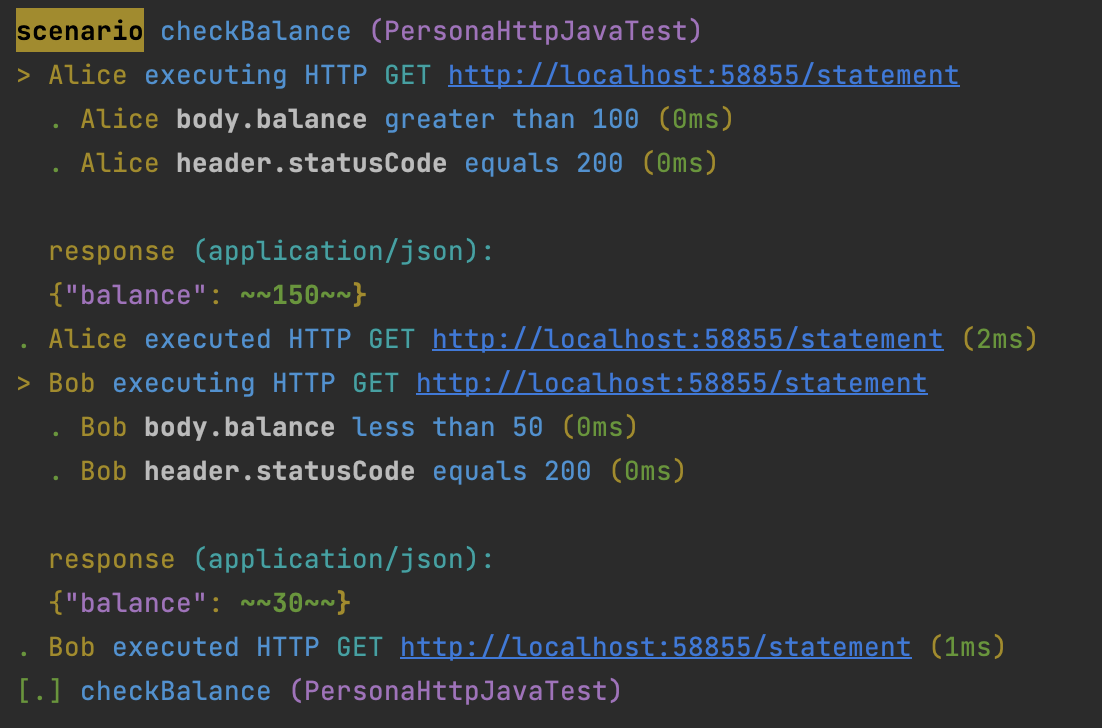 scenario checkBalance (PersonaHttpJavaTest)
> Alice executing HTTP GET http://localhost:58855/statement
  . Alice body.balance greater than 100 (0ms)
  . Alice header.statusCode equals 200 (0ms)

  response (application/json):
  {"balance": ~~150~~}
. Alice executed HTTP GET http://localhost:58855/statement (2ms)
> Bob executing HTTP GET http://localhost:58855/statement
  . Bob body.balance less than 50 (0ms)
  . Bob header.statusCode equals 200 (0ms)

  response (application/json):
  {"balance": ~~30~~}
. Bob executed HTTP GET http://localhost:58855/statement (1ms)
[.] checkBalance (PersonaHttpJavaTest)